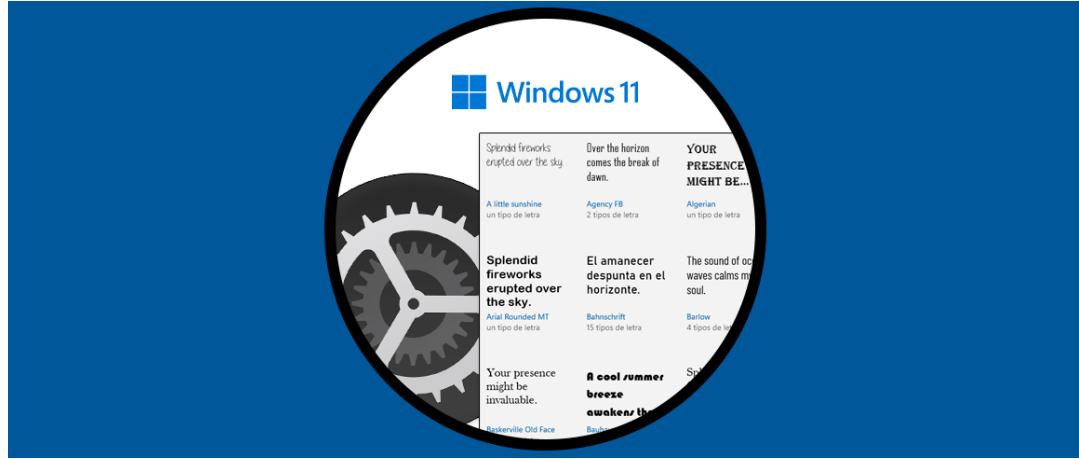 Windows 11
Splendid fireworks
erupted over the sky.
A little sunshine
un tipo de letra
Over the horizon
comes the break of
dawn.
Agency FB
2 tipos de letra
YOUR
PRESENCE
MIGHT BE...
Algerian
un tipo de letra
Splendid
fireworks
erupted over
the sky.
Arial Rounded MT
un tipo de letra
El amanecer
despunta en el
horizonte.
Bahnschrift
15 tipos de letra
The sound of
waves calms
soul.
Barlow
4 tipos de
Your presence
might be
invaluable.
Baskerville Old Face
A cool summer
breeze
awakens